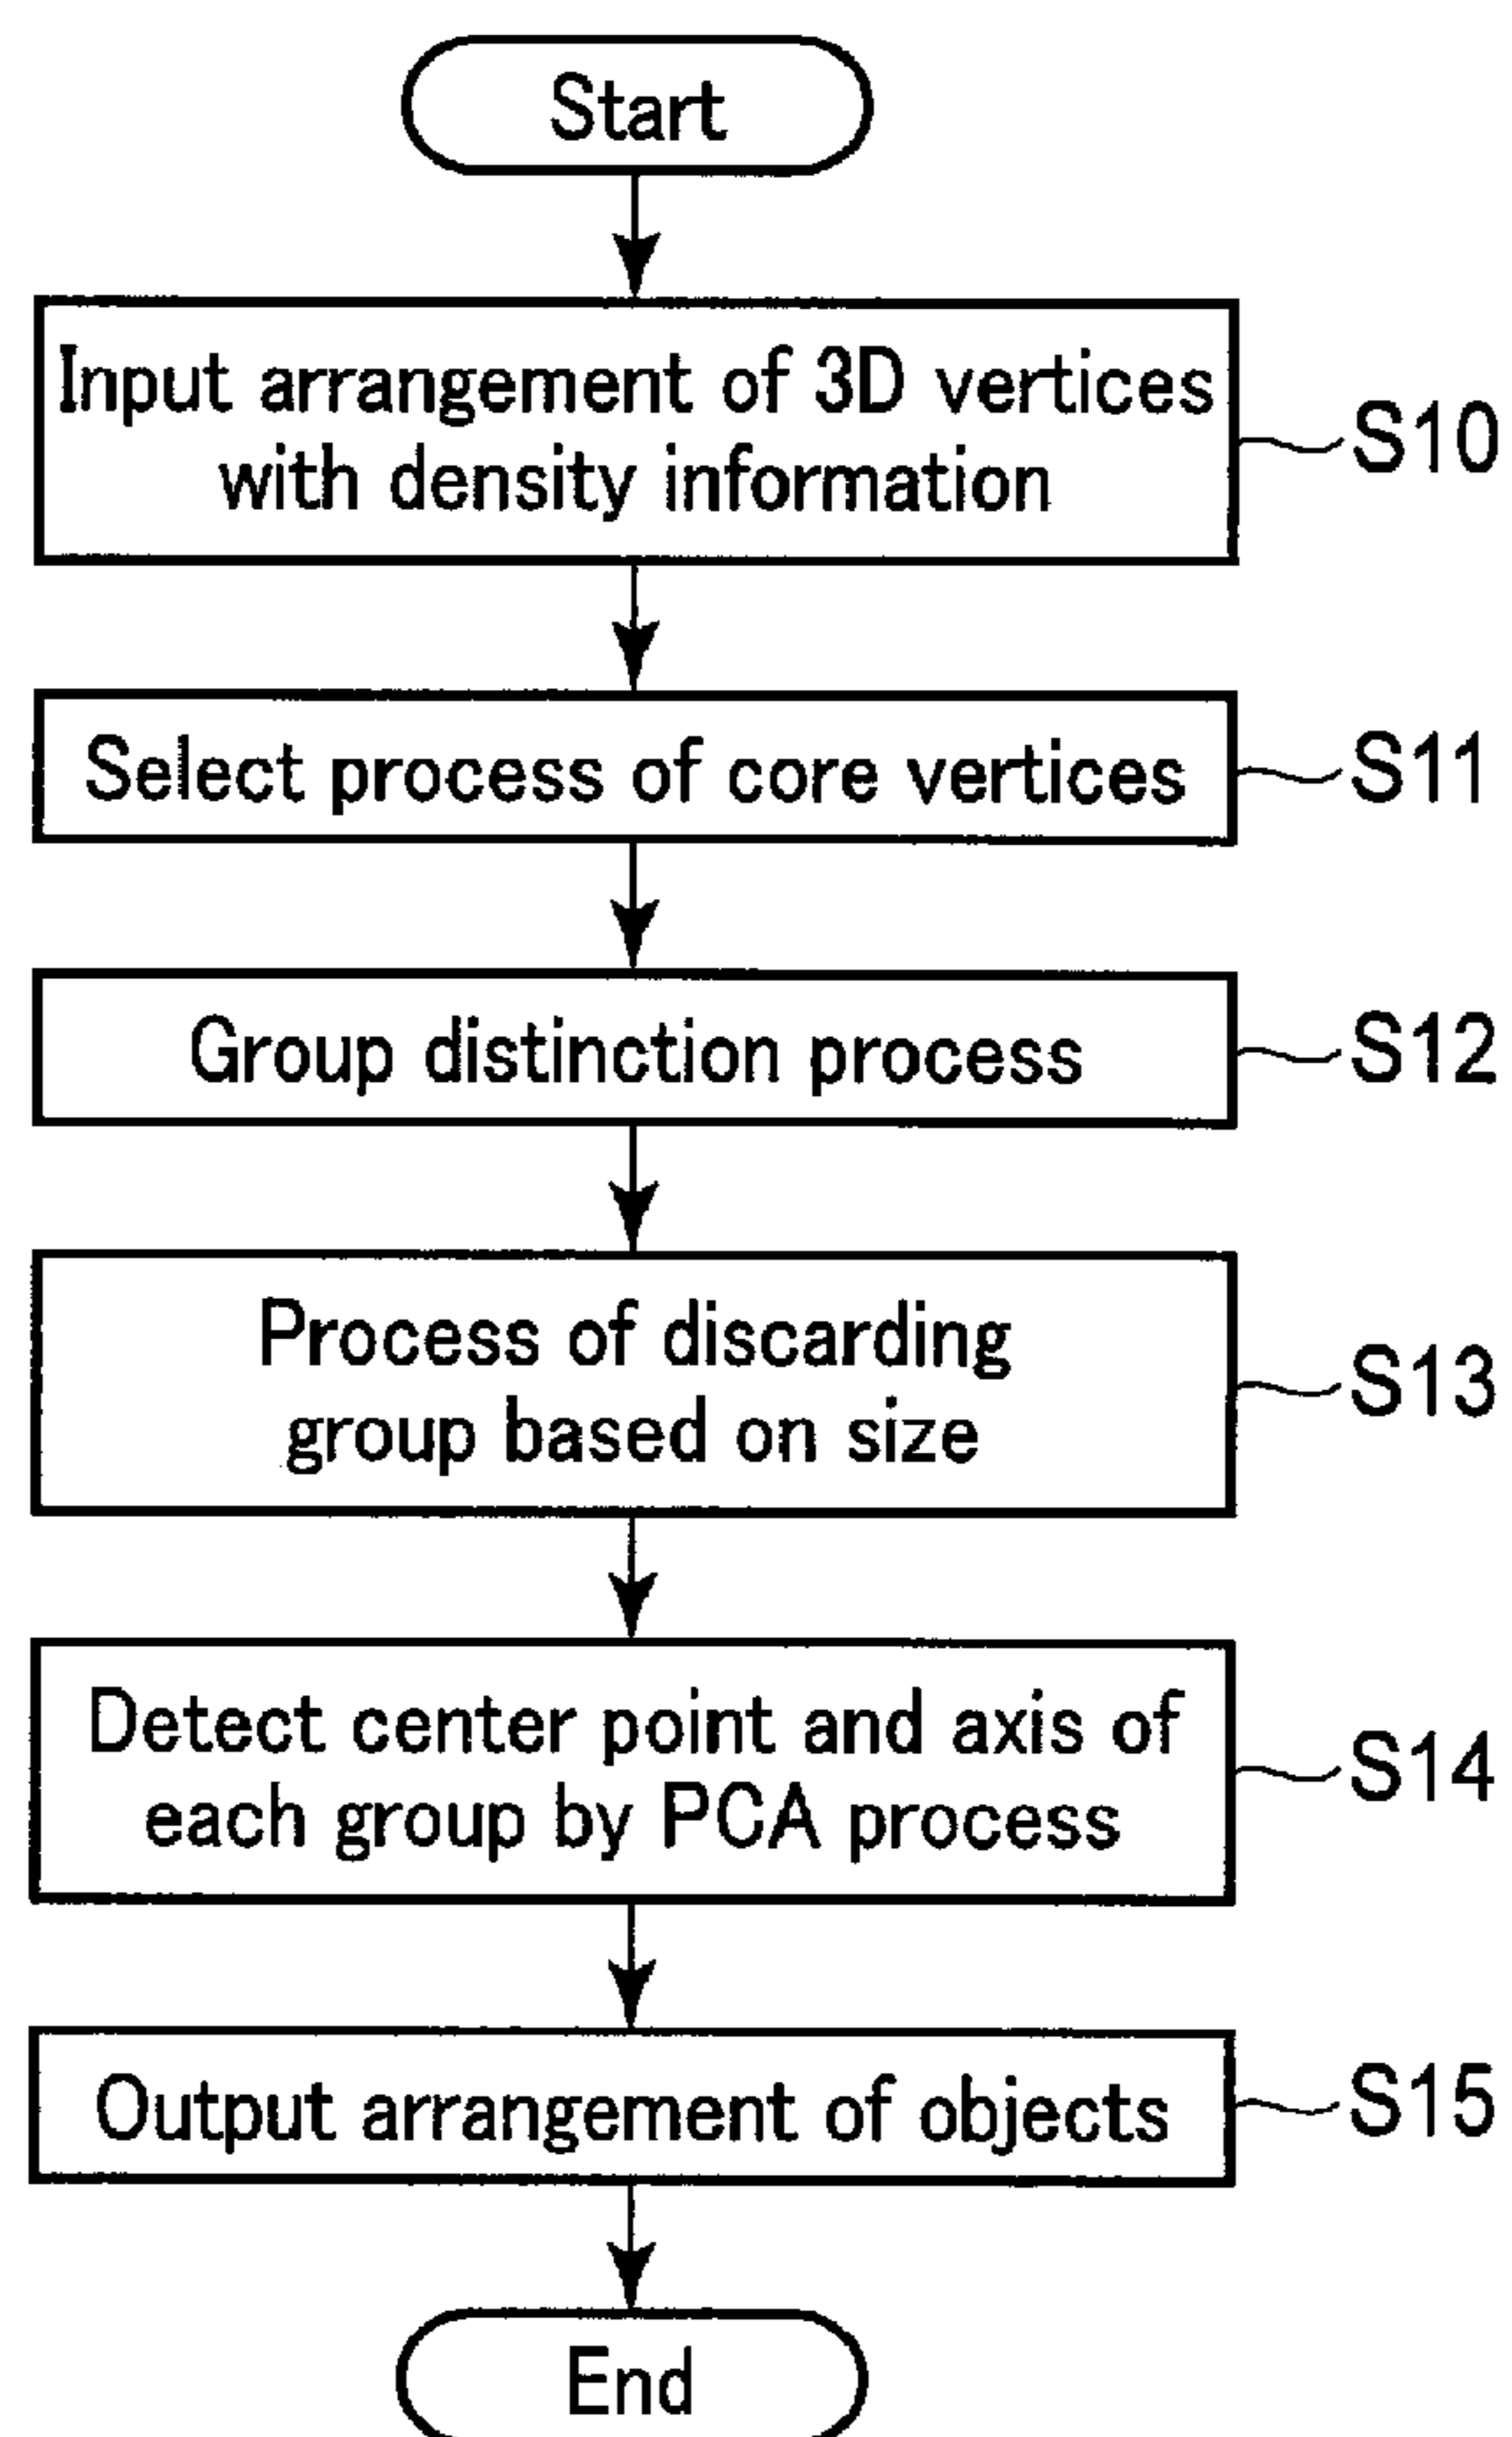 Start
Input arrangement of 3D vertices
with density information
S10
Select process of core vertices
S11
Group distinction process
S12
Process of discarding
group based on size
S13
Detect center point and axis of
each group by PCA process
S14
Output arrangement of objects
S15
End